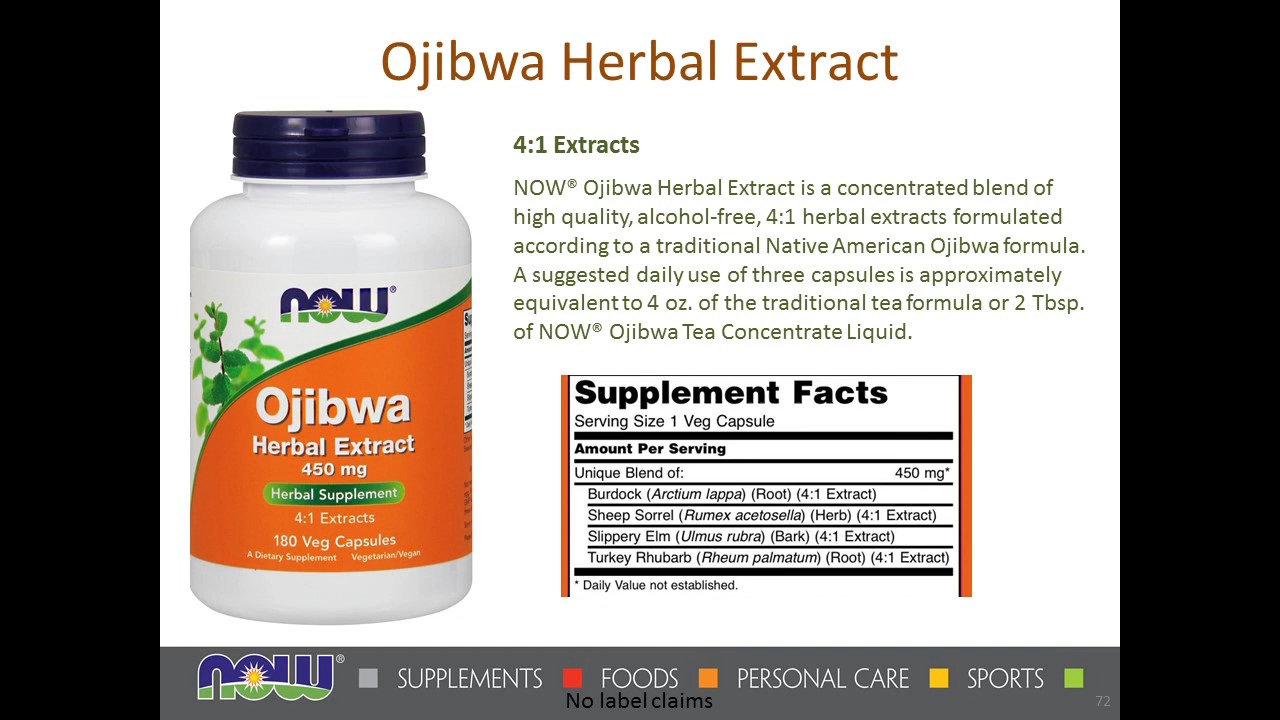 Ojibwa Herbal Extract
4:1 Extracts
NOW® Ojibwa Herbal Extract is a concentrated blend of
high quality, alcohol-free, 4:1 herbal extracts formulated
according to a traditional Native American Ojibwa formula.
A suggested daily use of three capsules is approximately
equivalent to 4 oz. of the traditional tea formula or 2 Tbsp.
of NOW® Ojibwa Tea Concentrate Liquid.
NOW®
Ojibwa
Herbal Extract
450 mg
Herbal Supplement
4:1 Extracts
180 Veg Capsules
A Dietary Supplement Vegetarian/Vegan
Supplement Facts
Serving Size 1 Veg Capsule
Amount Per Serving
Unique Blend of: 450 mg*
Burdock (Arctium lappa) (Root) (4:1 Extract)
Sheep Sorrel (Rumex acetosella) (Herb) (4:1 Extract)
Slippery Elm (Ulmus rubra) (Bark) (4:1 Extract)
Turkey Rhubarb (Rheum palmatum) (Root) (4:1 Extract)
* Daily Value not established.
NOW® SUPPLEMENTS FOODS PERSONAL CARE SPORTS
No label claims
72